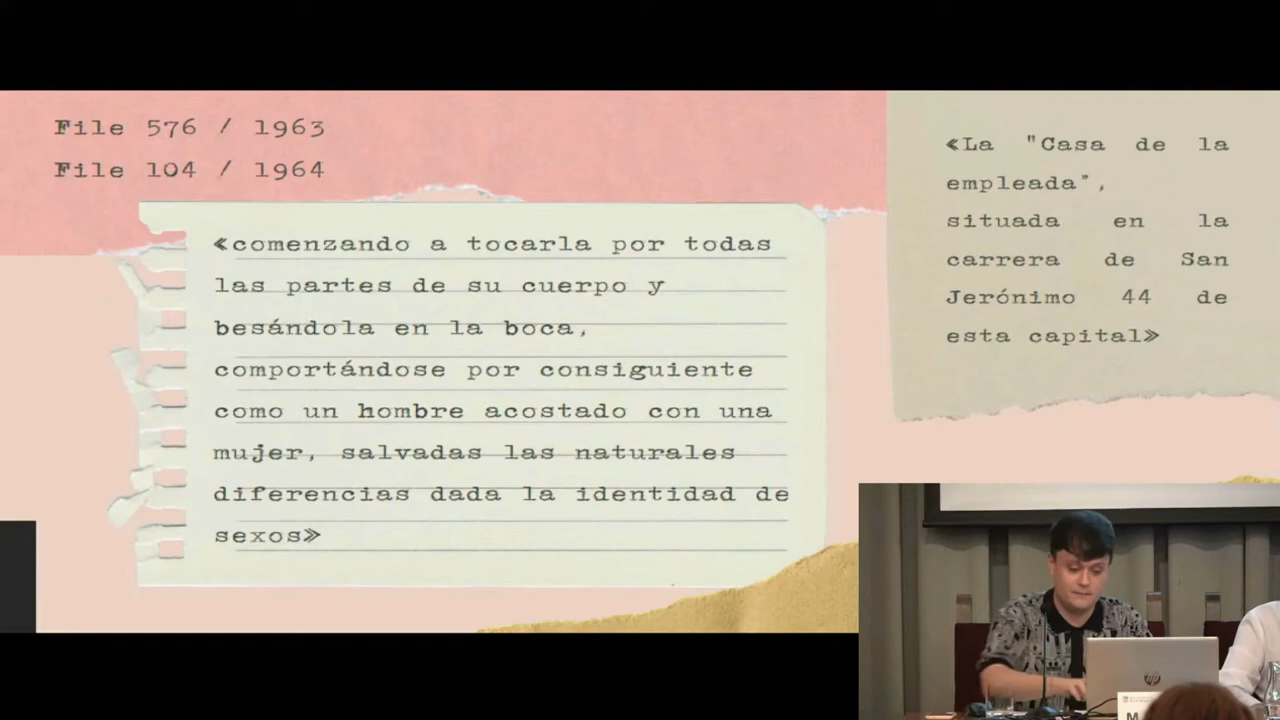 File 576 / 1963
File 104 / 1964
«comenzando a tocarla por todas
las partes de su cuerpo y
besándola en la boca,
comportándose por consiguiente
como un hombre acostado con una
mujer, salvadas las naturales
diferencias dada la identidad de
sexos»
«La "Casa de la
empleada",
situada en la
carrera de San
Jerónimo 44 de
esta capital»
hp
M